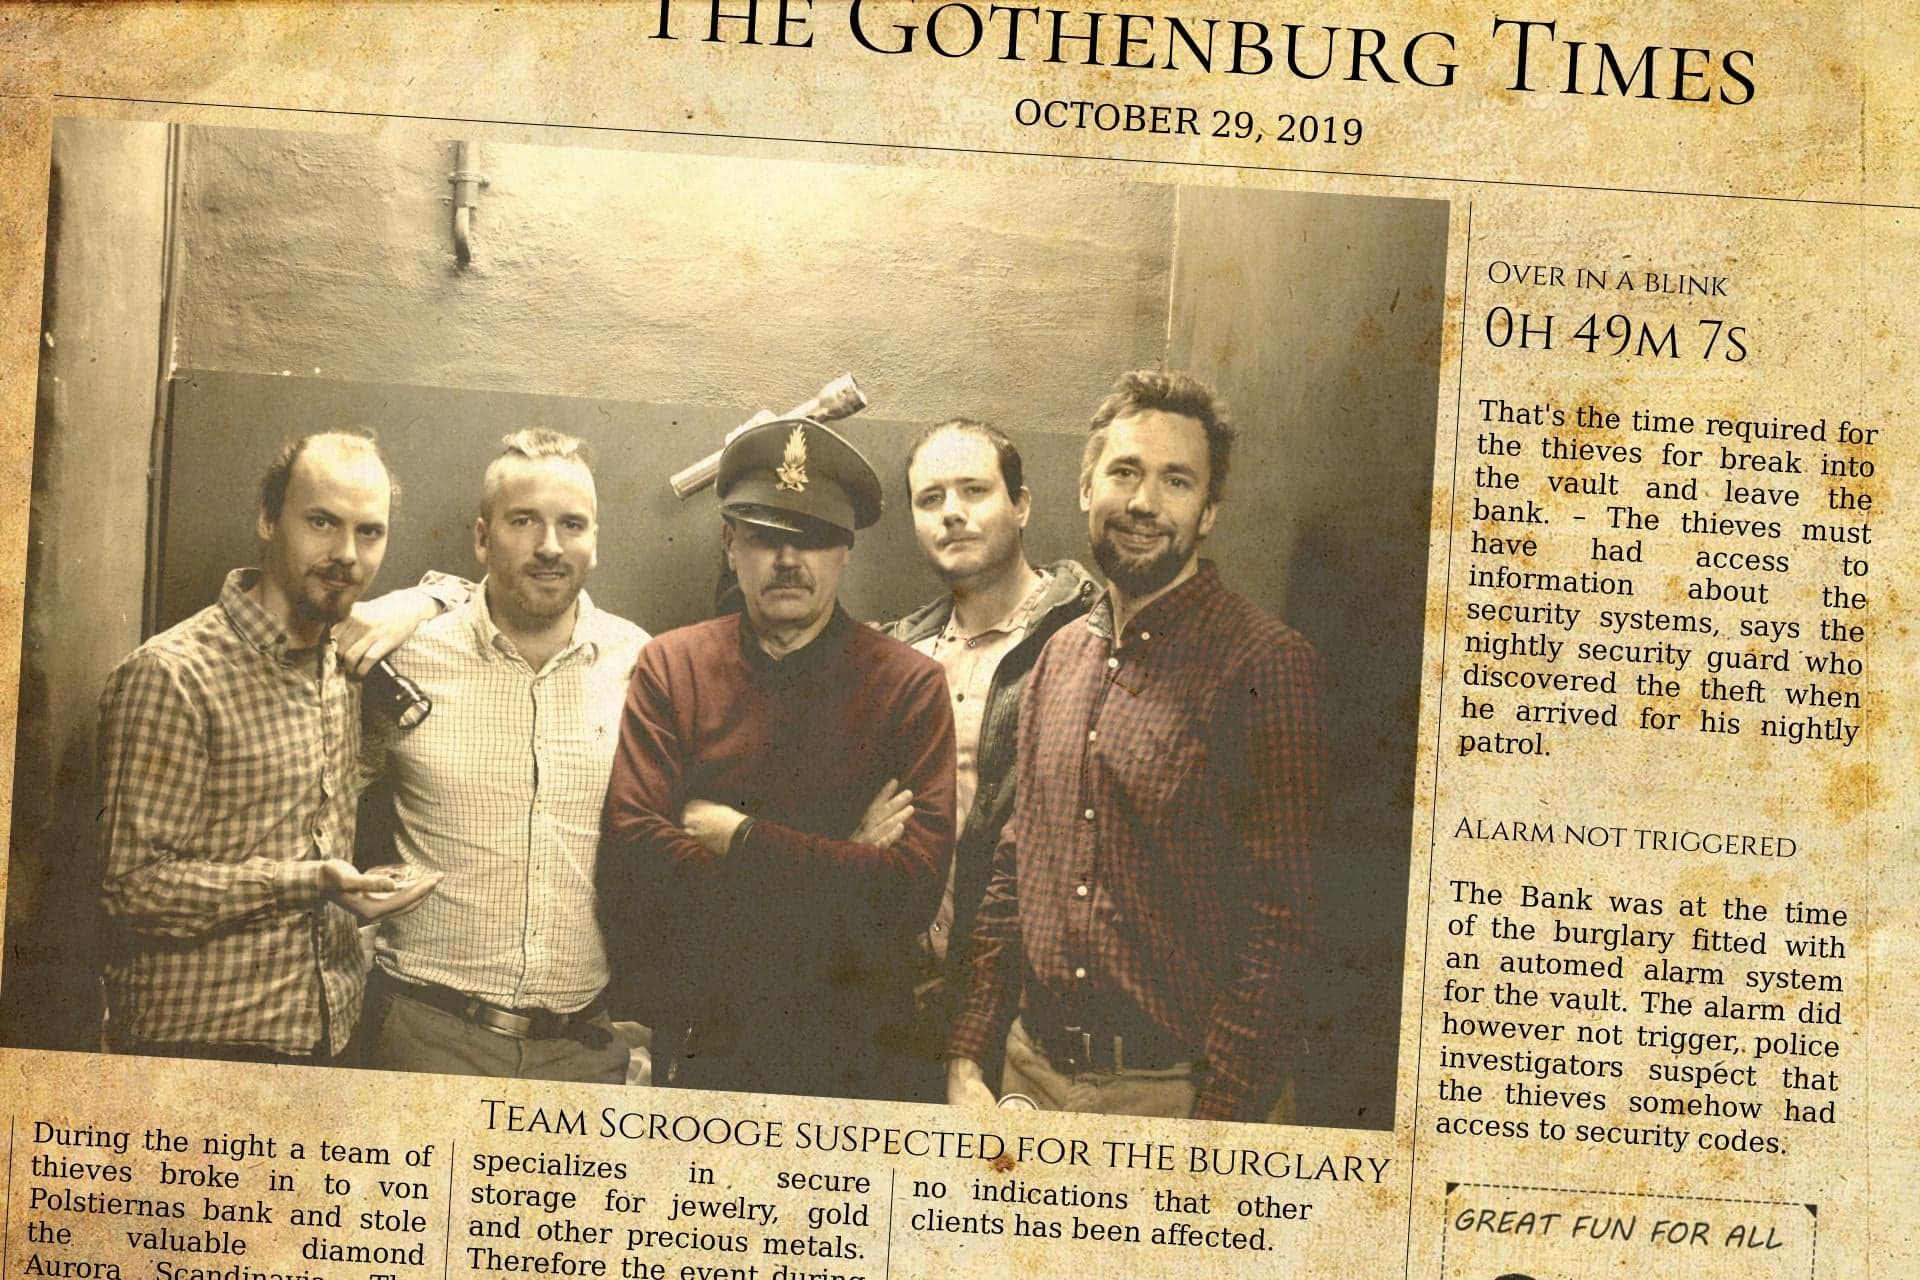 THE GOTHENBURG TIMES
OCTOBER 29, 2019
OVER IN A BLINK
0H 49M 7S
That's the time required for
the thieves for break into
the vault and leave the
bank. – The thieves must
have had access to
information about the
security systems, says the
nightly security guard who
discovered the theft when
he arrived for his nightly
patrol.
ALARM NOT TRIGGERED
The Bank was at the time
of the burglary fitted with
an automed alarm system
for the vault. The alarm did
however not trigger, police
investigators suspect that
the thieves somehow had
access to security codes.
GREAT FUN FOR ALL
TEAM SCROOGE SUSPECTED FOR THE BURGLARY
During the night a team of
thieves broke in to von
Polstiernas bank and stole
the valuable diamond
Aurora Scandinavia.
specializes in secure
storage for jewelry, gold
and other precious metals.
Therefore the event during
no indications that other
clients has been affected.